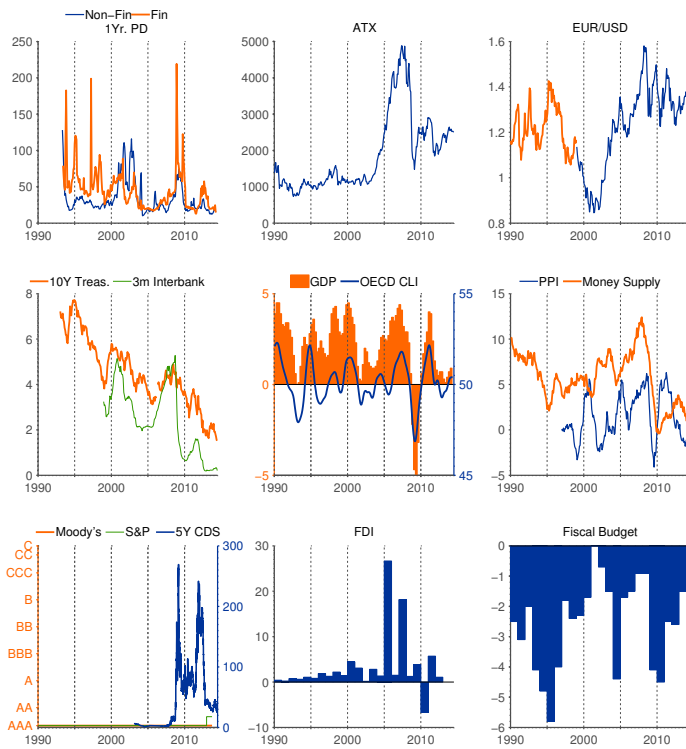 Non−Fin Fin
1Yr. PD
ATX
EUR/USD
250
200
150
100
50
0
1990 2000 2010
5000
4000
3000
2000
1000
0
1990 2000 2010
1.6
1.4
1.2
1
0.8
1990 2000 2010
10Y Treas. 3m Interbank
GDP OECD CLI
PPI Money Supply
8
6
4
2
0
1990 2000 2010
5
0
−5
55
50
45
1990 2000 2010
15
10
5
0
−5
1990 2000 2010
Moody's S&P 5Y CDS
FDI
Fiscal Budget
C
CC
CCC
B
BB
BBB
A
AA
AAA
300
200
100
0
1990 2000 2010
30
20
10
0
−10
1990 2000 2010
0
−1
−2
−3
−4
−5
−6
1990 2000 2010